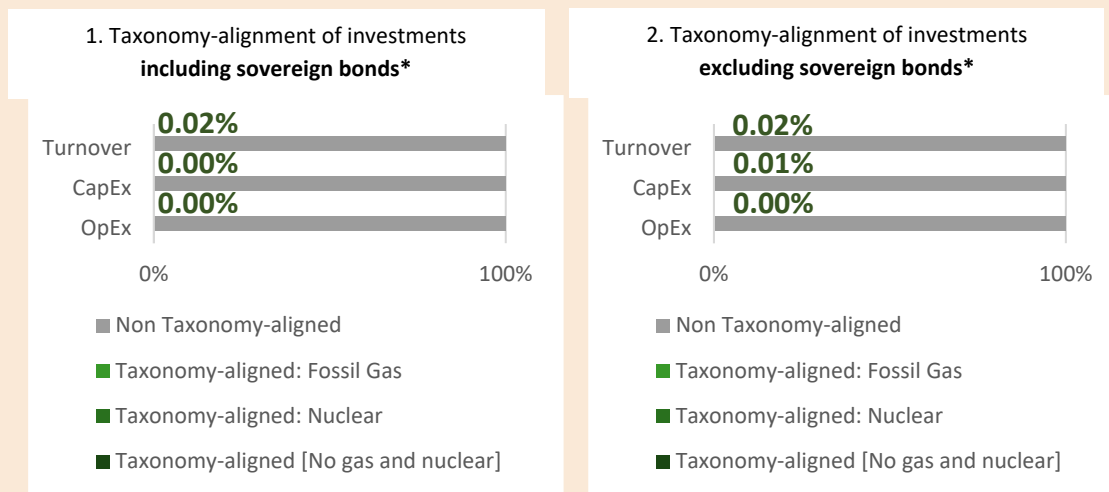 1. Taxonomy-alignment of investments
including sovereign bonds*
0.02%
Turnover
0.00%
CapEx
0.00%
OpEx
0%
100%
Non Taxonomy-aligned
Taxonomy-aligned: Fossil Gas
Taxonomy-aligned: Nuclear
Taxonomy-aligned [No gas and nuclear]
2. Taxonomy-alignment of investments
excluding sovereign bonds*
0.02%
Turnover
0.01%
CapEx
0.00%
OpEx
0%
100%
Non Taxonomy-aligned
Taxonomy-aligned: Fossil Gas
Taxonomy-aligned: Nuclear
Taxonomy-aligned [No gas and nuclear]